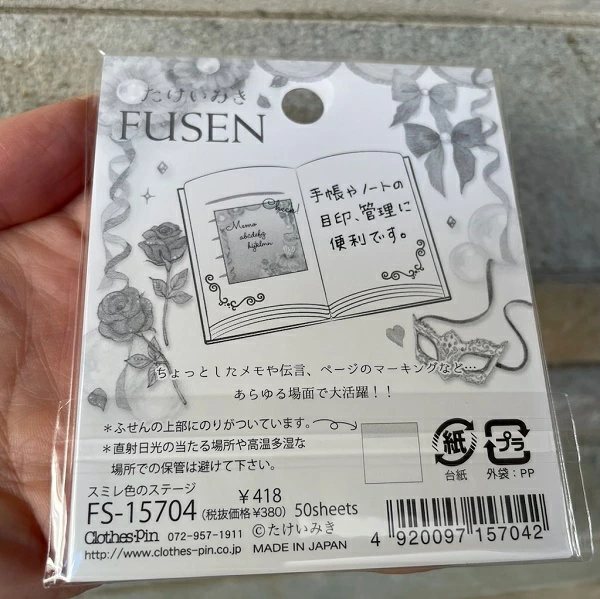 たけいみき
FUSEN
Check!
Memo
abcdefg
hijklmn
手帳やノートの
目印、管理に
便利です。
ちょっとしたメモや伝言、ページのマーキングなど…
あらゆる場面で大活躍！！
＊ふせんの上部にのりがついています。
＊直射日光の当たる場所や高温多湿な
場所での保管は避けて下さい。
紙
台紙
プラ
外袋：PP
スミレ色のステージ
￥418
FS-15704 (税抜価格¥380) 50sheets
Clothes・Pin 072-957-1911 ©たけいみき
http://www.clothes-pin.co.jp MADE IN JAPAN
4 920097 157042